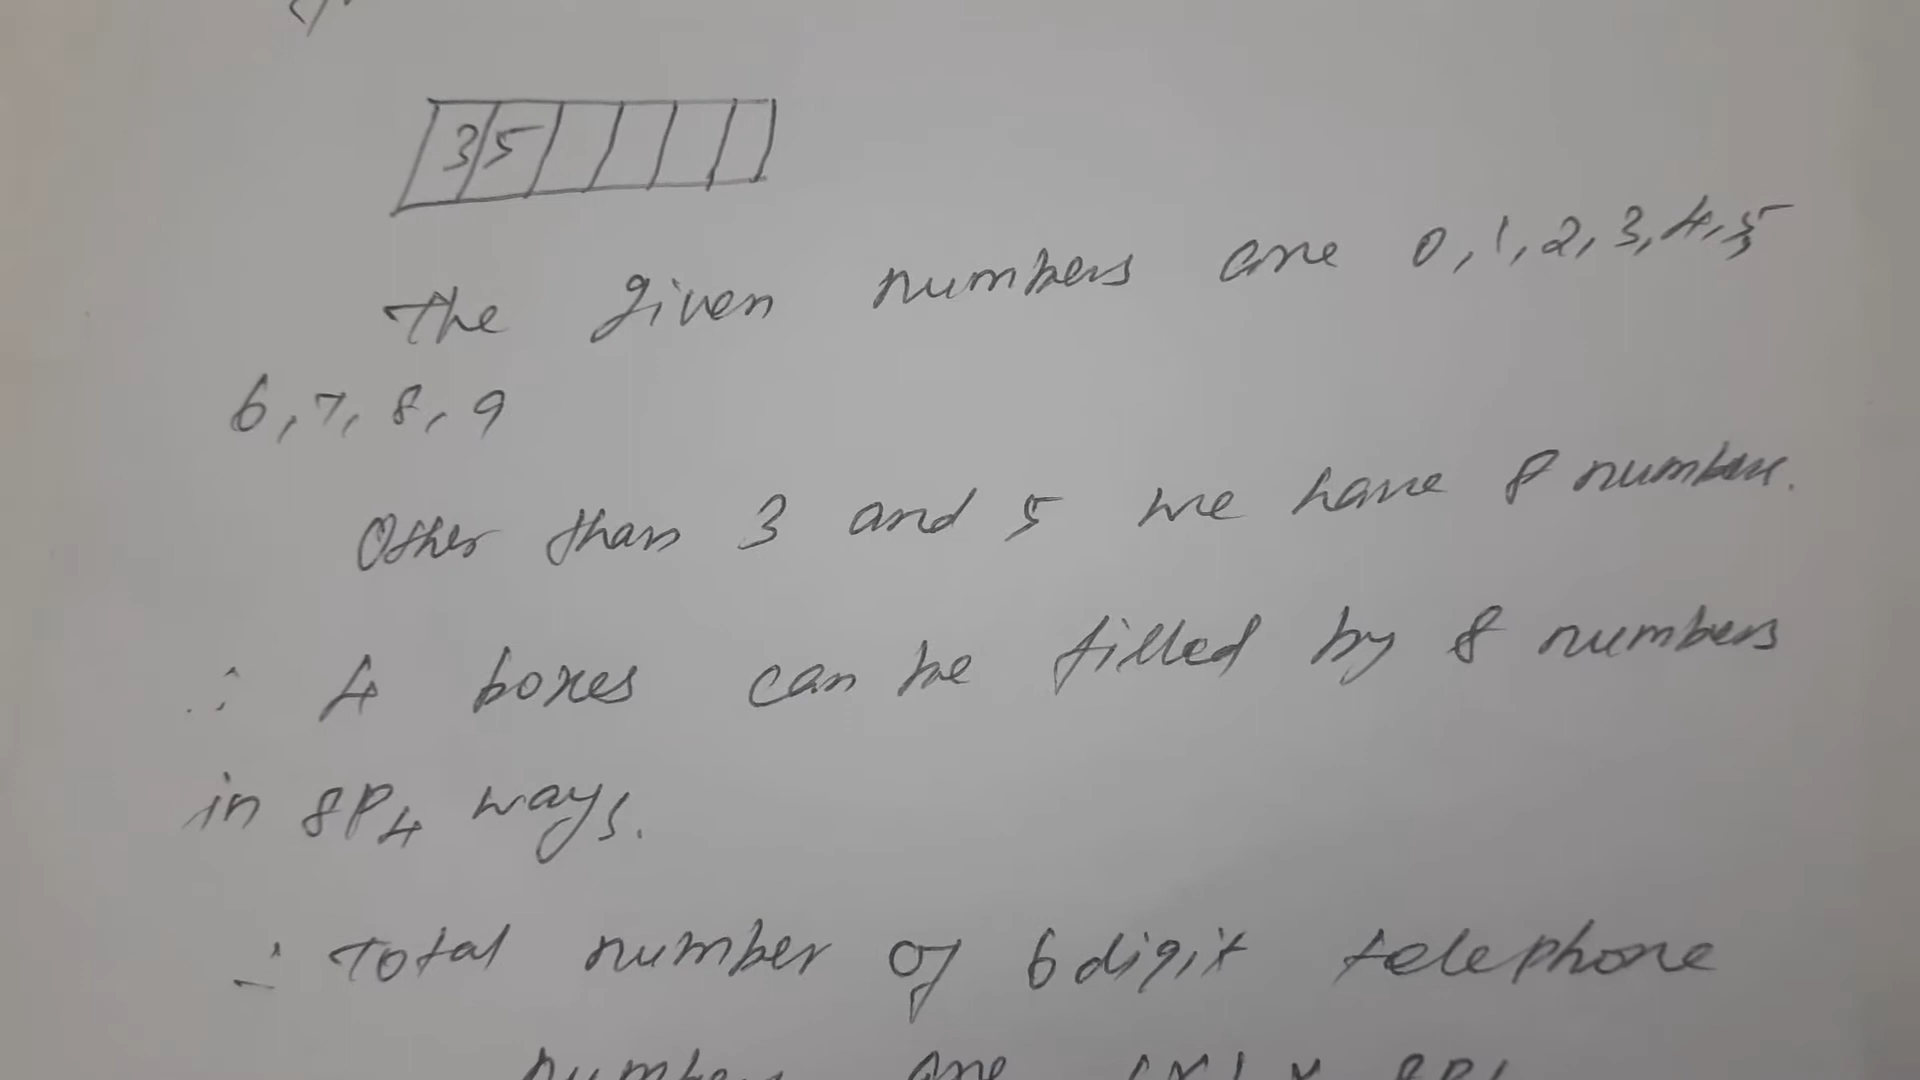 3 5
The given numbers are 0, 1, 2, 3, 4, 5
6, 7, 8, 9
Other than 3 and 5 we have 8 numbers.
∴ 4 boxes can be filled by 8 numbers
in 8P4 ways.
∴ Total number of 6 digit telephone
are